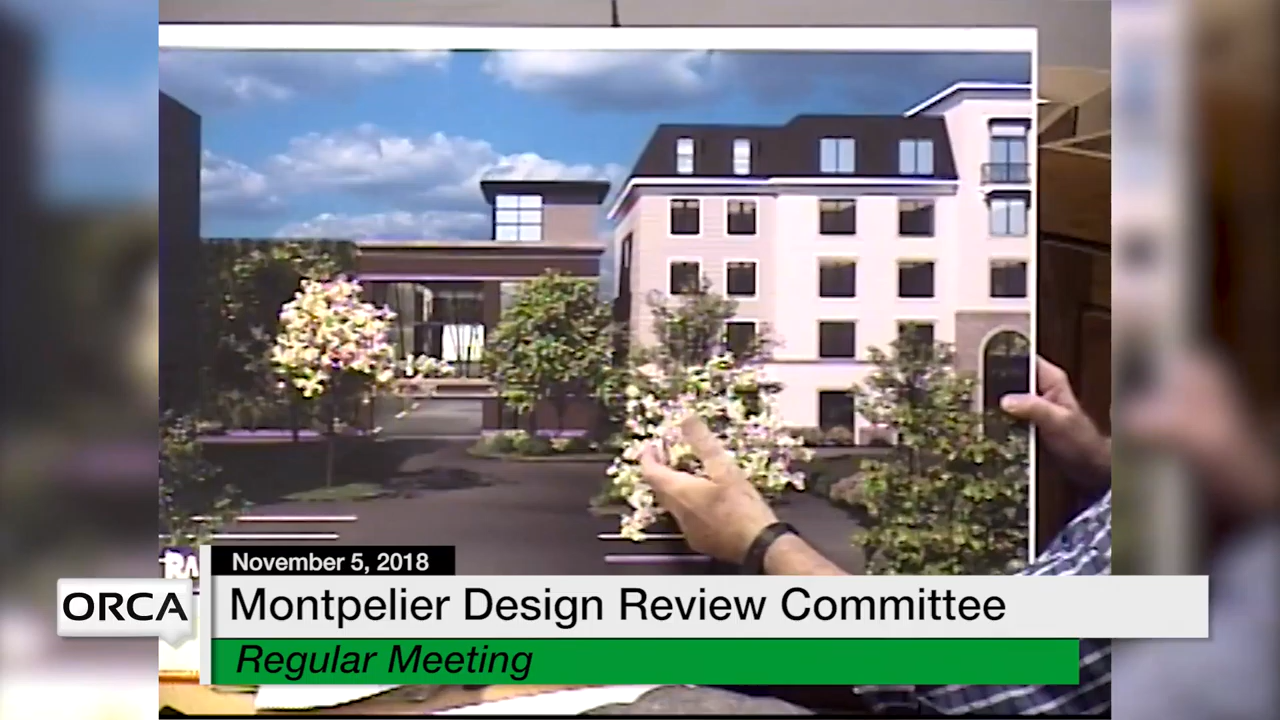 November 5, 2018
ORCA
Montpelier Design Review Committee
Regular Meeting